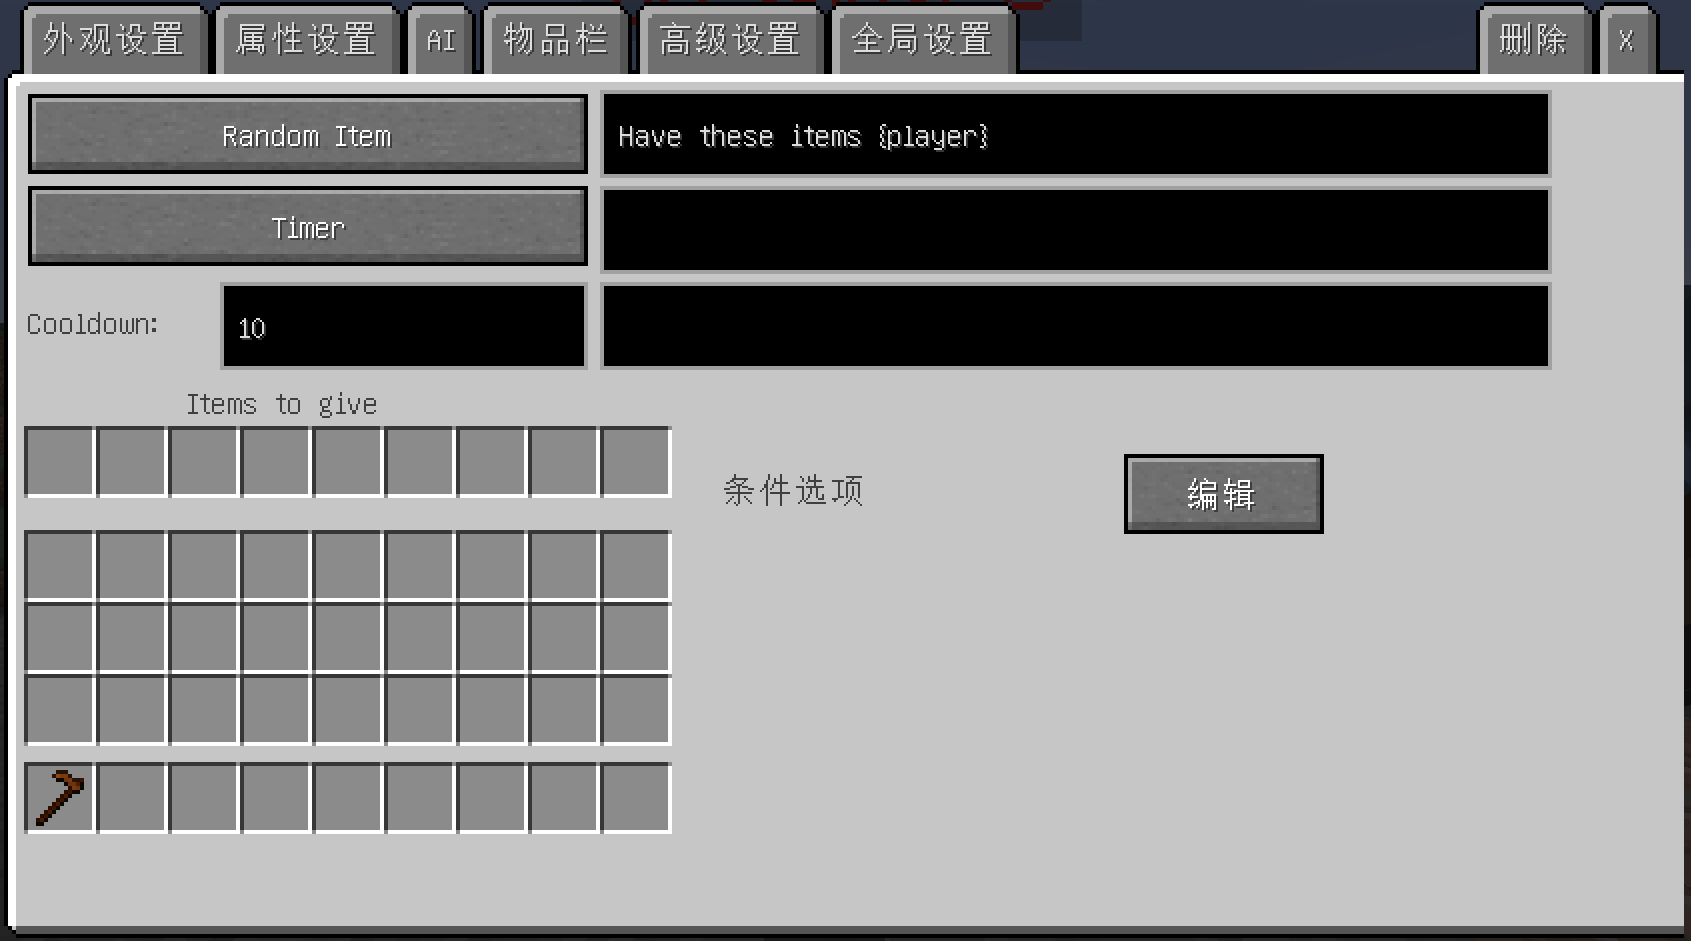 外观设置 属性设置 AI 物品栏 高级设置 全局设置 删除 X
Random Item Have these items {player}
Timer
Cooldown: 10
Items to give
条件选项 编辑